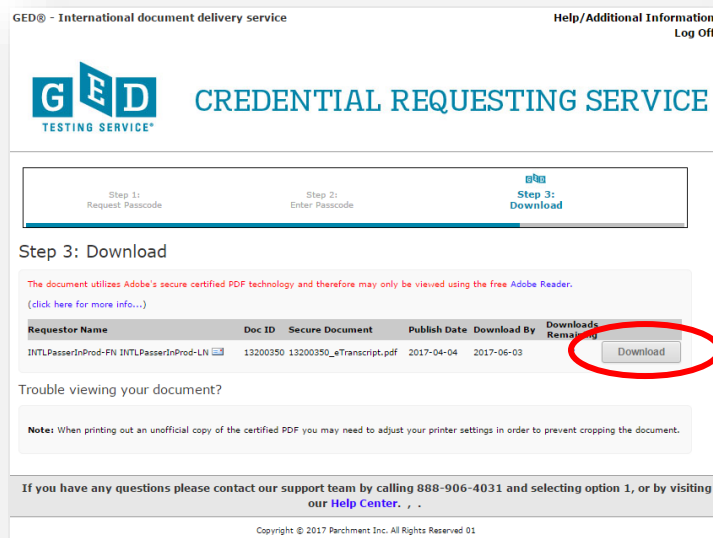 GED® - International document delivery service
Help/Additional Information
Log Off
GED
TESTING SERVICE®
CREDENTIAL REQUESTING SERVICE
Step 1:
Request Passcode
Step 2:
Enter Passcode
GED
Step 3:
Download
Step 3: Download
The document utilizes Adobe's secure certified PDF technology and therefore may only be viewed using the free Adobe Reader.
(click here for more info...)
Requestor Name Doc ID Secure Document Publish Date Download By Downloads Remaining
INTLPasserInProd-FN INTLPasserInProd-LN 13200350 13200350_eTranscript.pdf 2017-04-04 2017-06-03 Download
Trouble viewing your document?
Note: When printing out an unofficial copy of the certified PDF you may need to adjust your printer settings in order to prevent cropping the document.
If you have any questions please contact our support team by calling 888-906-4031 and selecting option 1, or by visiting
our Help Center. , .
Copyright © 2017 Parchment Inc. All Rights Reserved 01